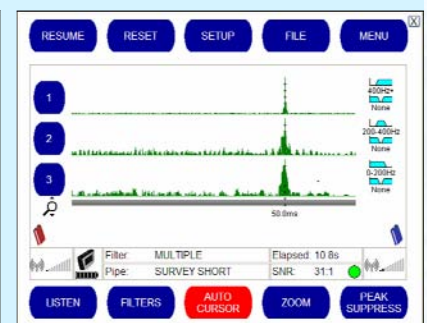 RESUME RESET SETUP FILE MENU X
1
400Hz+
None
2
200-400Hz
None
3
0-200Hz
None
50.0ms
Filter: MULTIPLE Elapsed: 10.8s
Pipe: SURVEY SHORT SNR: 31:1
LISTEN FILTERS AUTO CURSOR ZOOM PEAK SUPPRESS